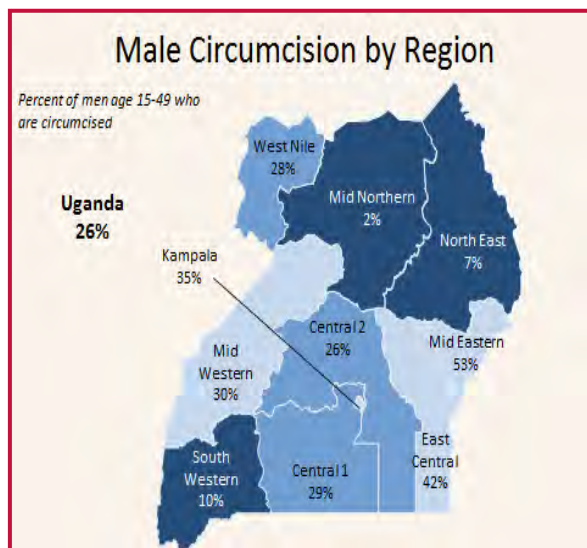 Male Circumcision by Region
Percent of men age 15-49 who
are circumcised
Uganda
26%
West Nile
28%
Mid Northern
2%
North East
7%
Kampala
35%
Central 2
26%
Mid Eastern
53%
Mid
Western
30%
East
Central
42%
South
Western
10%
Central 1
29%